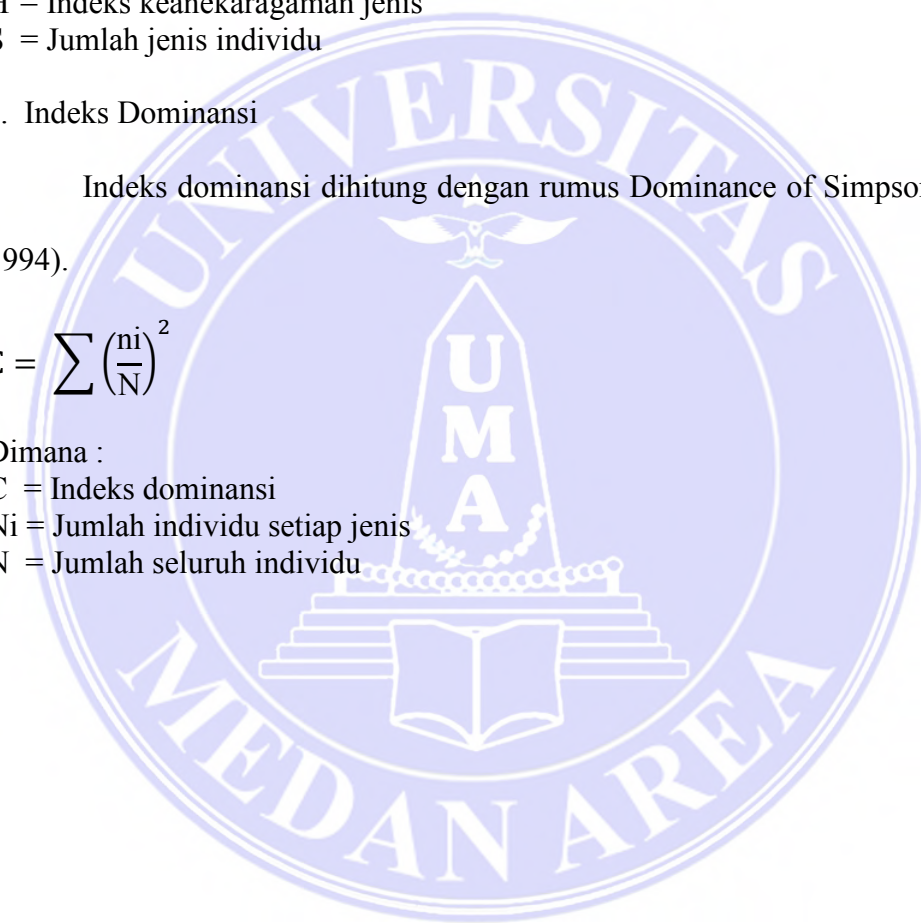 = Indeks keanekaragaman jenis
= Jumlah jenis individu
. Indeks Dominansi
Indeks dominansi dihitung dengan rumus Dominance of
994).
= ∑ (ni/N)²
Dimana :
C = Indeks dominansi
Ni = Jumlah individu setiap jenis
N = Jumlah seluruh individu
UNIVERSITAS
UMA
MEDAN AREA